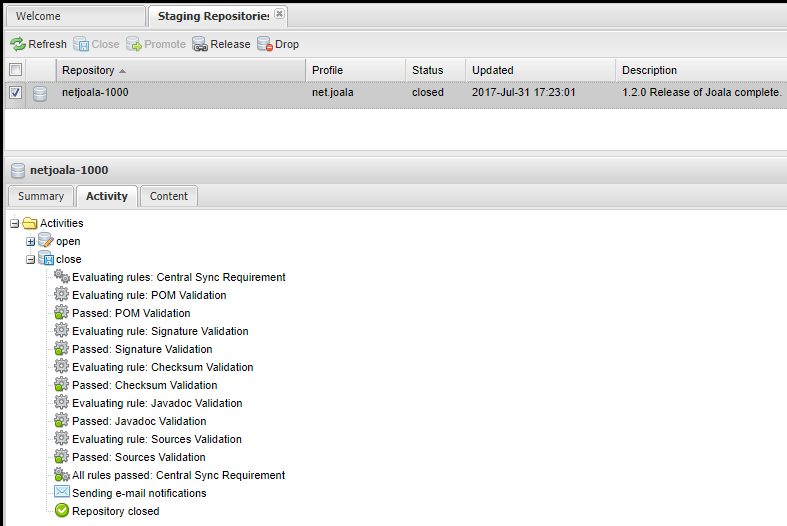 Welcome
Staging Repositories
Refresh Close Promote Release Drop
Repository Profile Status Updated Description
netjoala-1000 net.joala closed 2017-Jul-31 17:23:01 1.2.0 Release of Joala complete.
netjoala-1000
Summary Activity Content
Activities
open
close
Evaluating rules: Central Sync Requirement
Evaluating rule: POM Validation
Passed: POM Validation
Evaluating rule: Signature Validation
Passed: Signature Validation
Evaluating rule: Checksum Validation
Passed: Checksum Validation
Evaluating rule: Javadoc Validation
Passed: Javadoc Validation
Evaluating rule: Sources Validation
Passed: Sources Validation
All rules passed: Central Sync Requirement
Sending e-mail notifications
Repository closed